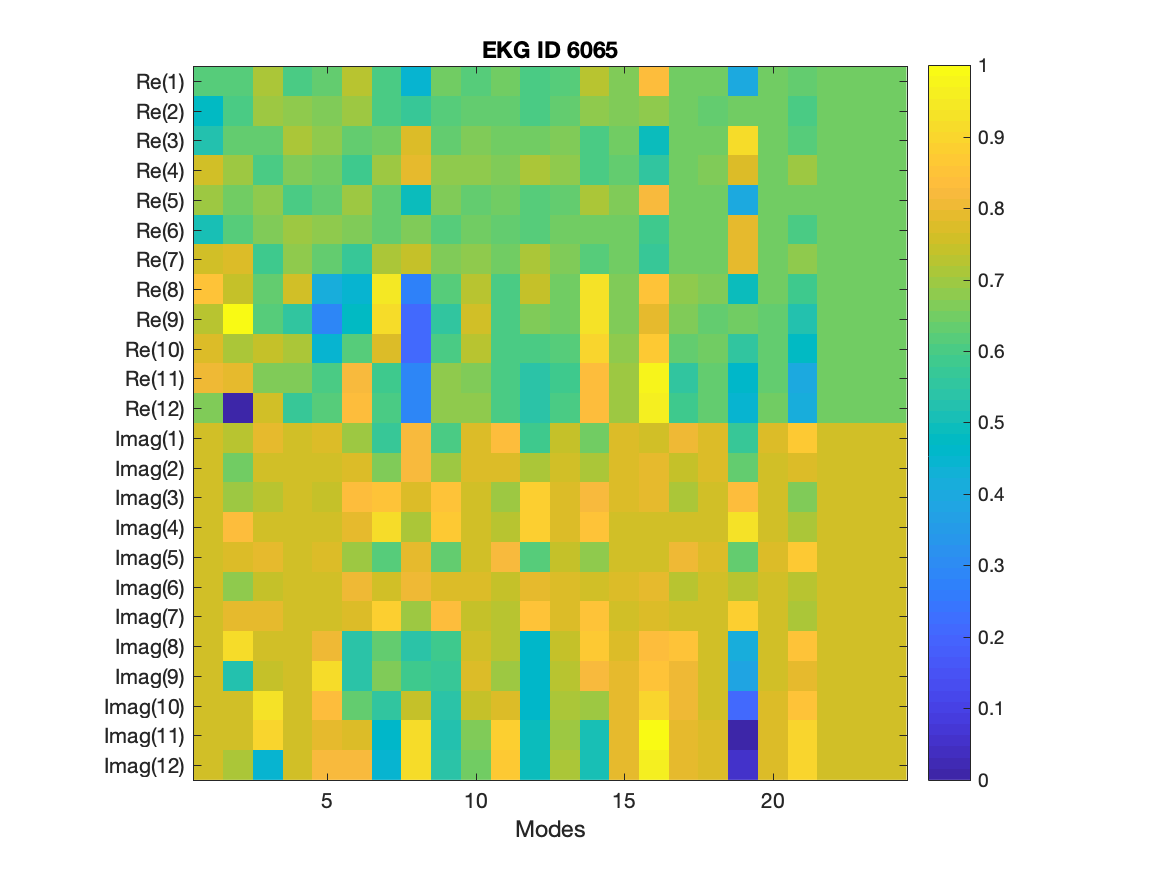 EKG ID 6065
Re(1)
Re(2)
Re(3)
Re(4)
Re(5)
Re(6)
Re(7)
Re(8)
Re(9)
Re(10)
Re(11)
Re(12)
Imag(1)
Imag(2)
Imag(3)
Imag(4)
Imag(5)
Imag(6)
Imag(7)
Imag(8)
Imag(9)
Imag(10)
Imag(11)
Imag(12)
5 10 15 20
Modes
1
0.9
0.8
0.7
0.6
0.5
0.4
0.3
0.2
0.1
0